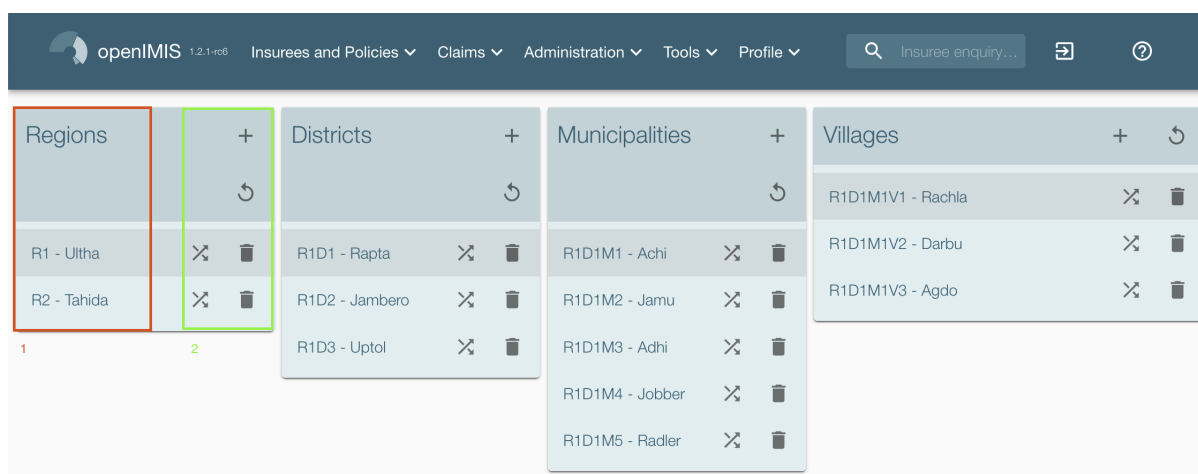 openIMIS 1.2.1-rc6 Insurees and Policies Claims Administration Tools Profile Insuree enquiry...
Regions
R1 - Ultha
R2 - Tahida
1
2
Districts
R1D1 - Rapta
R1D2 - Jambero
R1D3 - Uptol
Municipalities
R1D1M1 - Achi
R1D1M2 - Jamu
R1D1M3 - Adhi
R1D1M4 - Jobber
R1D1M5 - Radler
Villages
R1D1M1V1 - Rachla
R1D1M1V2 - Darbu
R1D1M1V3 - Agdo